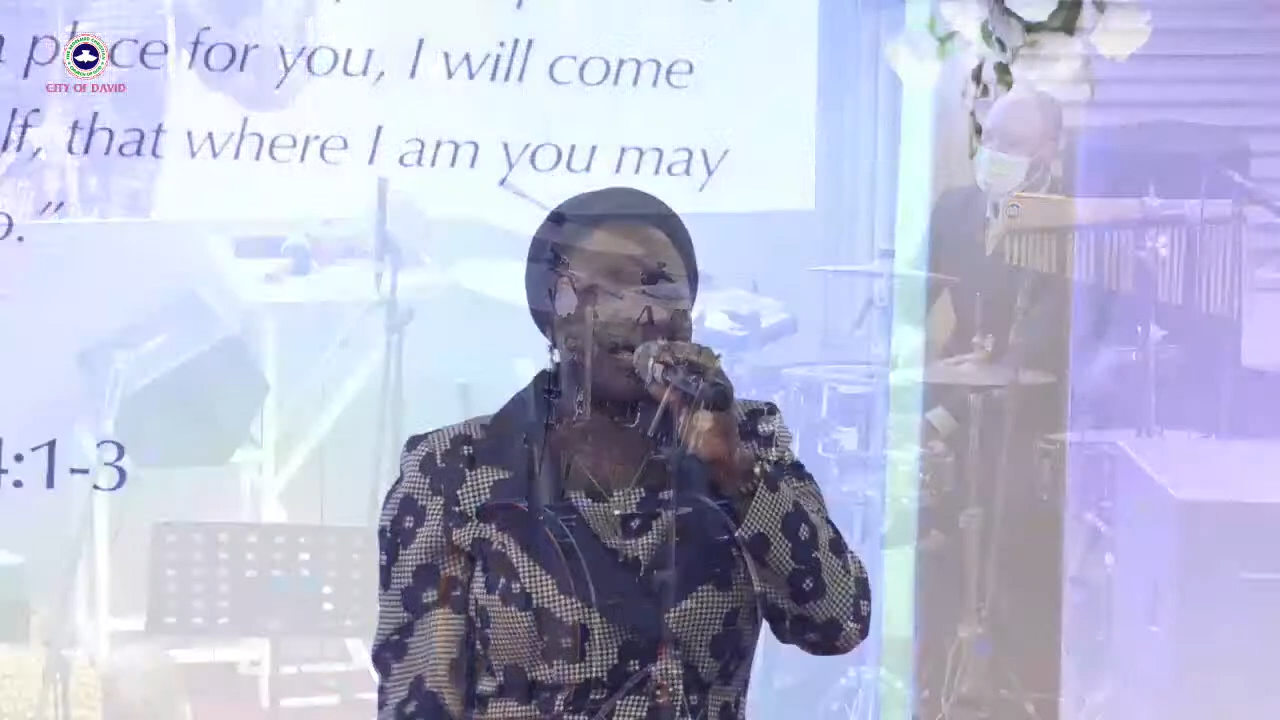 place for you, I will come
lf, that where I am you may
o.”
4:1-3
CITY OF DAVID